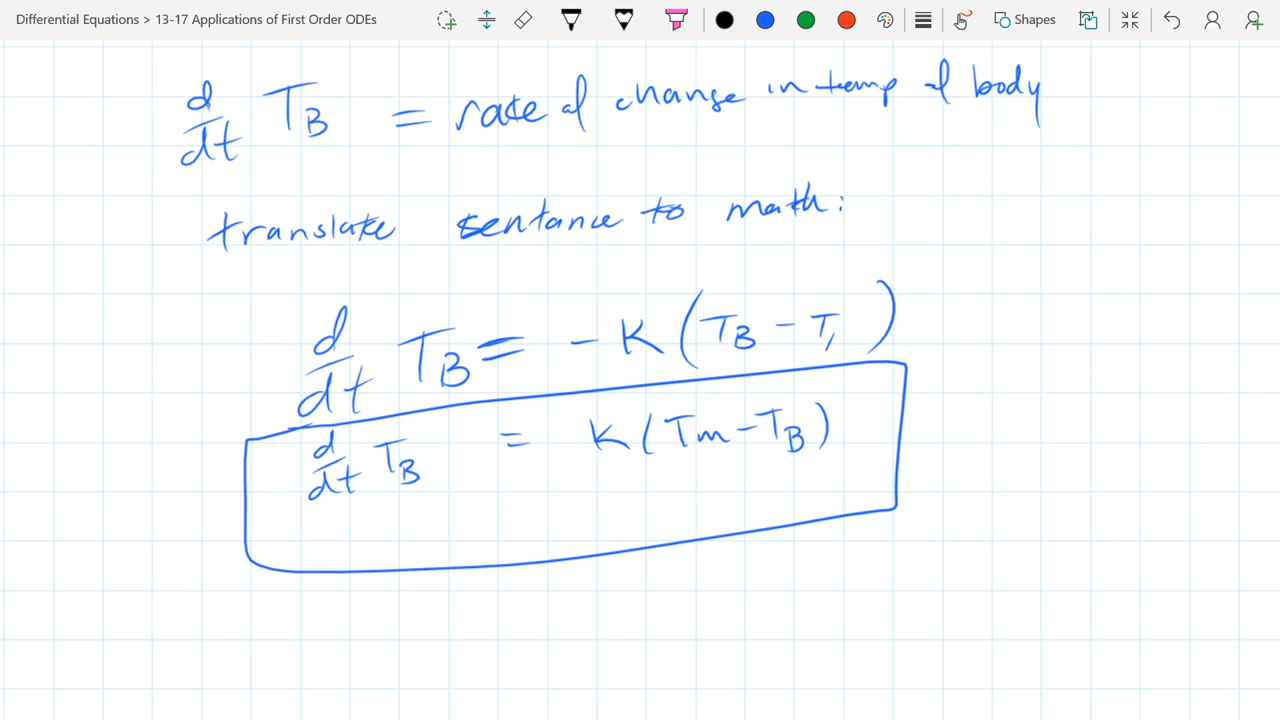 Differential Equations > 13-17 Applications of First Order ODEs
Shapes
d/dt T_B = rate of change in temp of body
translate sentance to math:
d/dt T_B = - K (T_B - T,)
d/dt T_B = K (Tm - T_B)